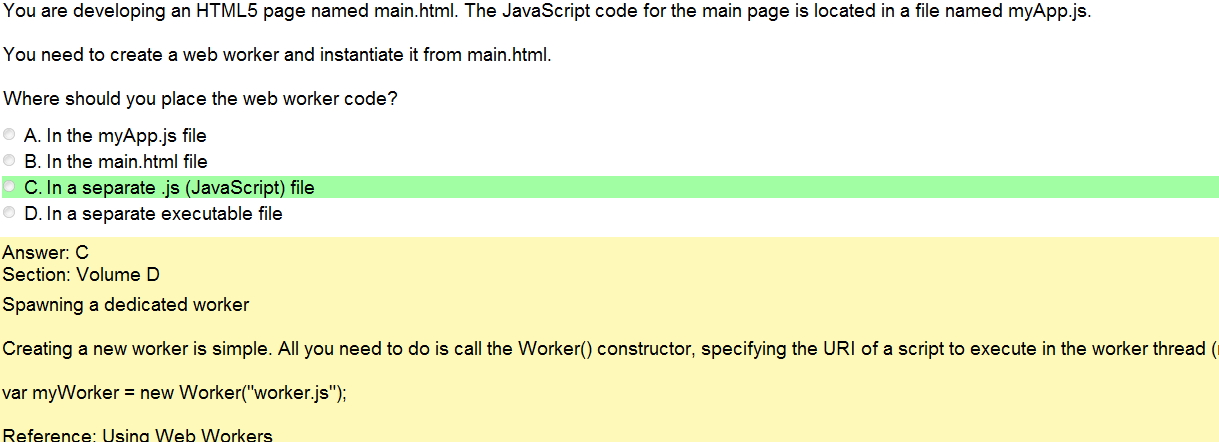 You are developing an HTML5 page named main.html. The JavaScript code for the main page is located in a file named myApp.js.
You need to create a web worker and instantiate it from main.html.
Where should you place the web worker code?
A. In the myApp.js file
B. In the main.html file
C. In a separate .js (JavaScript) file
D. In a separate executable file
Answer: C
Section: Volume D
Spawning a dedicated worker
Creating a new worker is simple. All you need to do is call the Worker() constructor, specifying the URI of a script to execute in the worker thread (
var myWorker = new Worker("worker.js");
Reference: Using Web Workers